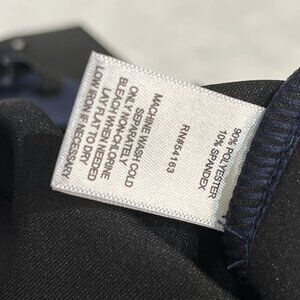 90% POLYESTER
10% SPANDEX
RN#54163
MACHINE WASH COLD
SEPARATELY
ONLY NON-CHLORINE
BLEACH WHEN NEEDED
LAY FLAT TO DRY
LOW IRON IF NECESSARY